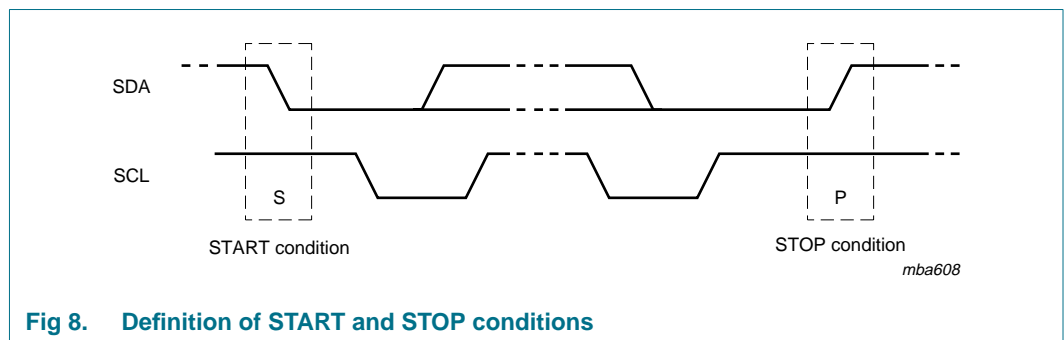 SDA
SCL
S
P
START condition
STOP condition
mba608
Fig 8. Definition of START and STOP conditions